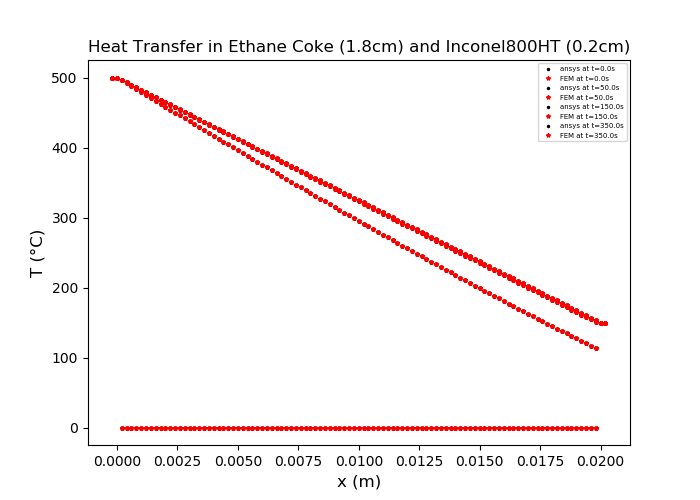 Heat Transfer in Ethane Coke (1.8cm) and Inconel800HT (0.2cm)
ansys at t=0.0s
FEM at t=0.0s
ansys at t=50.0s
FEM at t=50.0s
ansys at t=150.0s
FEM at t=150.0s
ansys at t=350.0s
FEM at t=350.0s
500
400
300
200
100
0
T (°C)
0.0000 0.0025 0.0050 0.0075 0.0100 0.0125 0.0150 0.0175 0.0200
x (m)